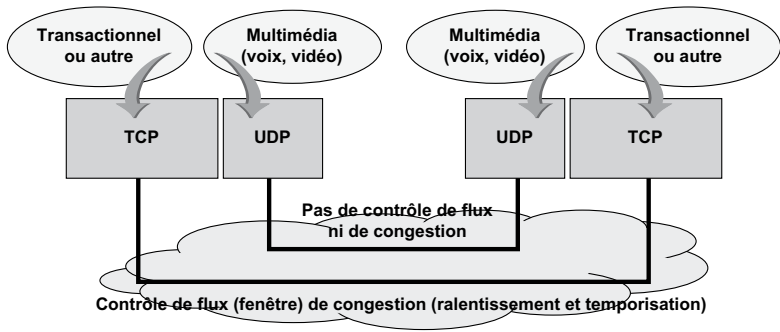 Transactionnel
ou autre
Multimédia
(voix, vidéo)
Multimédia
(voix, vidéo)
Transactionnel
ou autre
TCP
UDP
UDP
TCP
Pas de contrôle de flux
ni de congestion
Contrôle de flux (fenêtre) de congestion (ralentissement et temporisation)